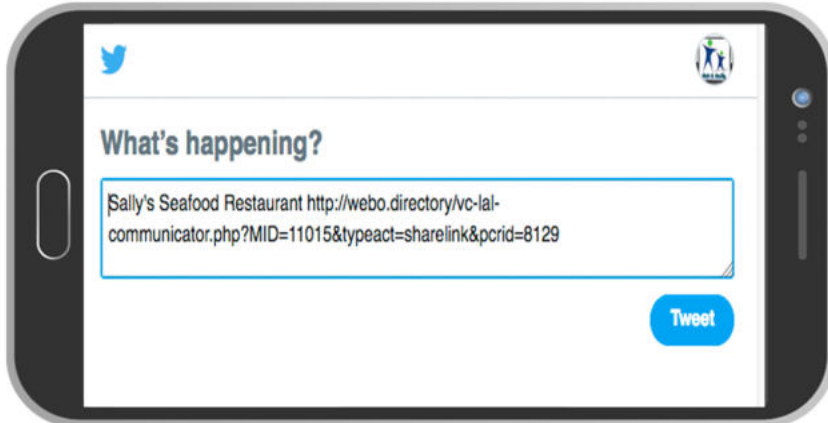 What's happening?
Sally's Seafood Restaurant http://webo.directory/vc-lal-
communicator.php?MID=11015&typeact=sharelink&pcrid=8129
Tweet